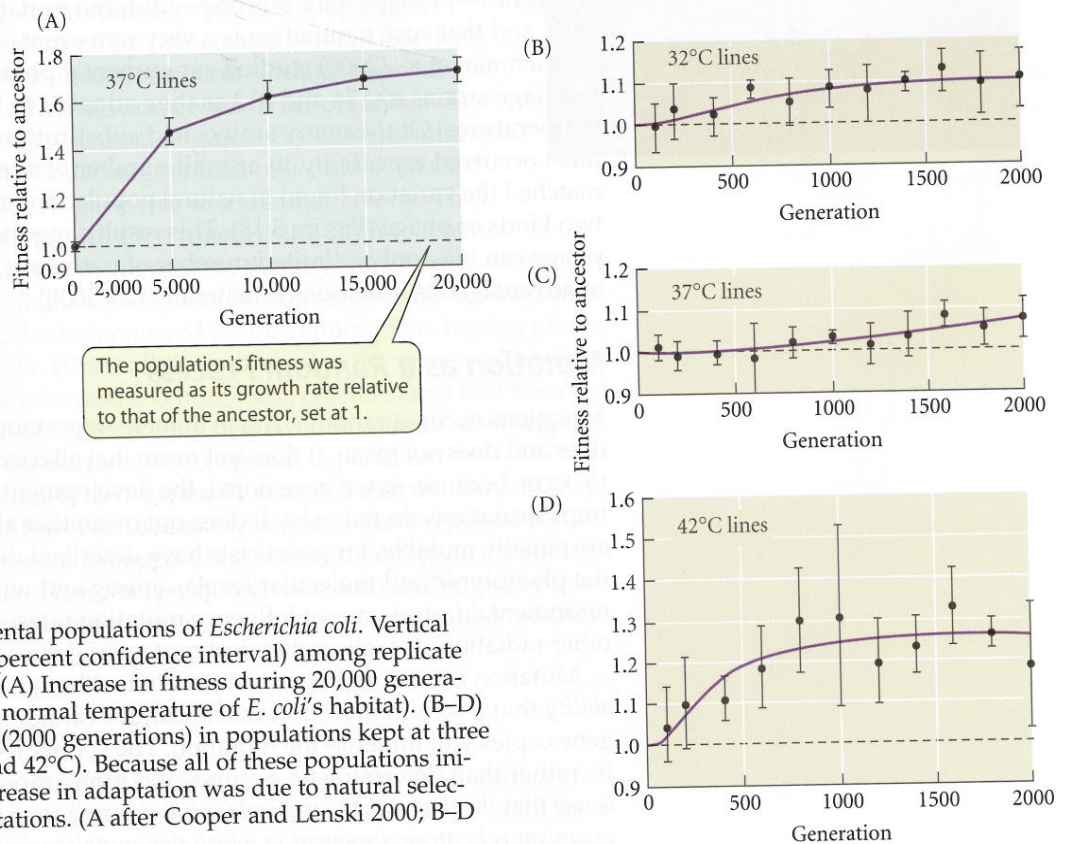 (A)
1.8
1.6
1.4
1.2
1.0
0.9
Fitness relative to ancestor
37°C lines
0 2,000 5,000 10,000 15,000 20,000
Generation
The population's fitness was
measured as its growth rate relative
to that of the ancestor, set at 1.
ental populations of Escherichia coli. Vertical
percent confidence interval) among replicate
(A) Increase in fitness during 20,000 genera-
normal temperature of E. coli's habitat). (B–D)
(2000 generations) in populations kept at three
nd 42°C). Because all of these populations ini-
rease in adaptation was due to natural selec-
tations. (A after Cooper and Lenski 2000; B–D
(B)
1.2
1.1
1.0
0.9
32°C lines
0 500 1000 1500 2000
Generation
Fitness relative to ancestor
(C)
1.2
1.1
1.0
0.9
37°C lines
0 500 1000 1500 2000
Generation
(D)
1.6
1.5
1.4
1.3
1.2
1.1
1.0
0.9
42°C lines
0 500 1000 1500 2000
Generation